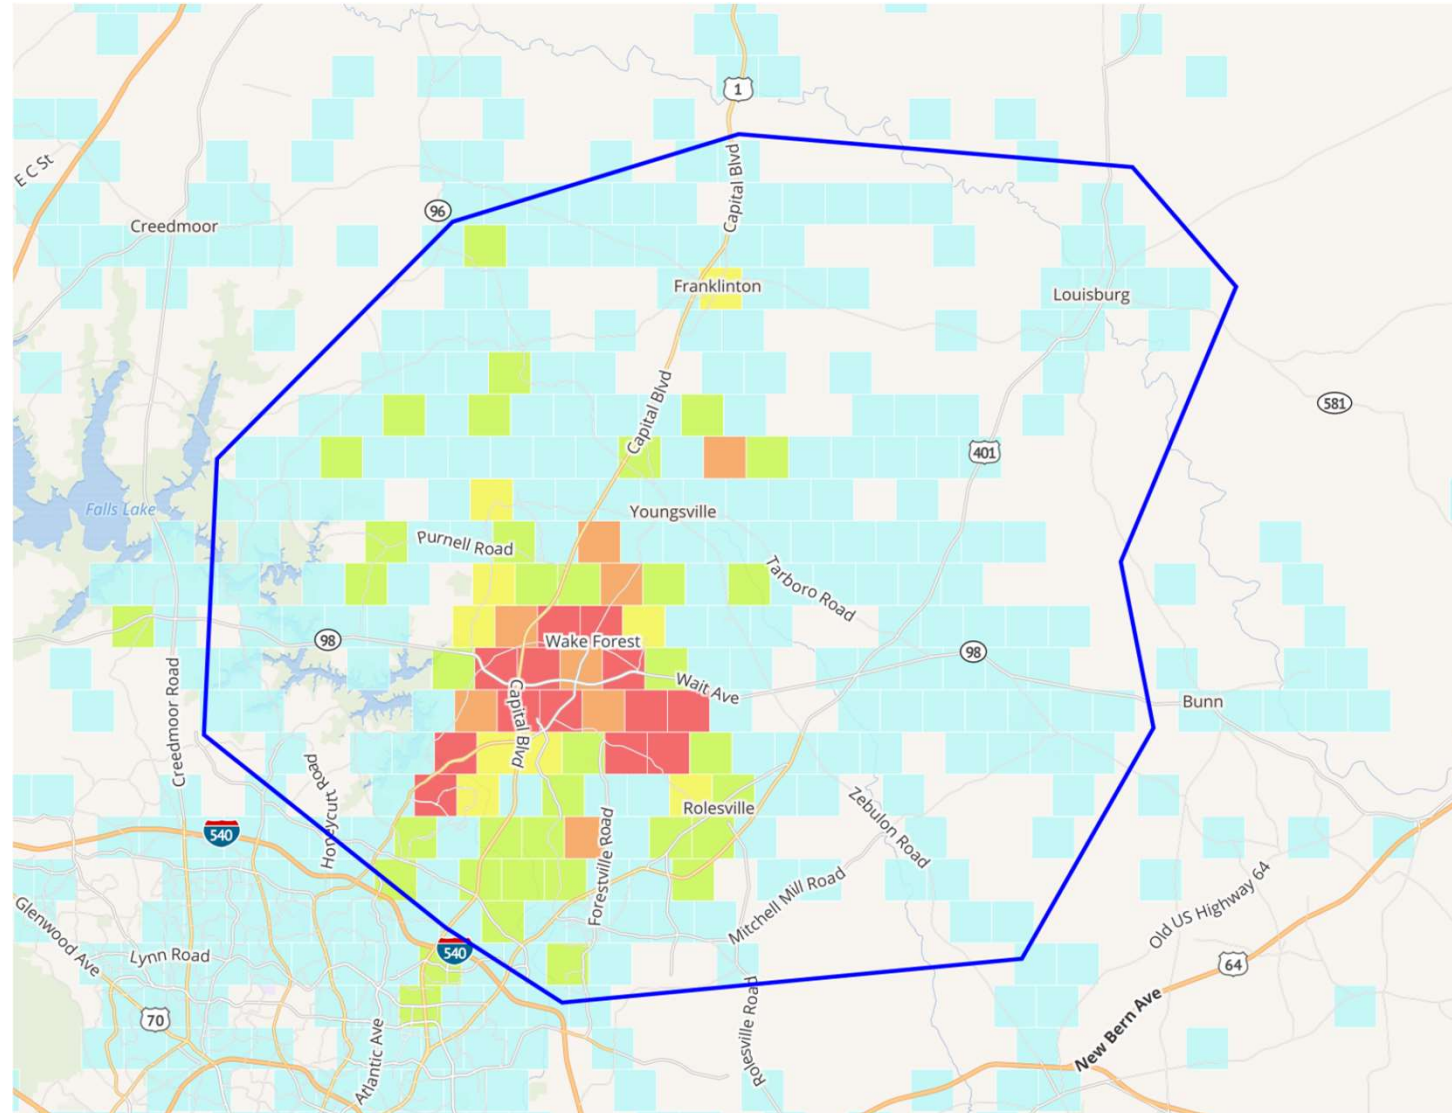 1
Capital Blvd
E C St
96
Creedmoor
Franklinton
Louisburg
Capital Blvd
581
401
Falls Lake
Youngsville
Purnell Road
Tarboro Road
98
Wake Forest
98
Wait Ave
Creedmoor Road
Capital Blvd
Bunn
Honeycutt Road
Rolesville
540
Forestville Road
Zebulon Road
Mitchell Mill Road
Old US Highway 64
Glenwood Ave
Lynn Road
540
64
70
Atlantic Ave
Rolesville Road
New Bern Ave